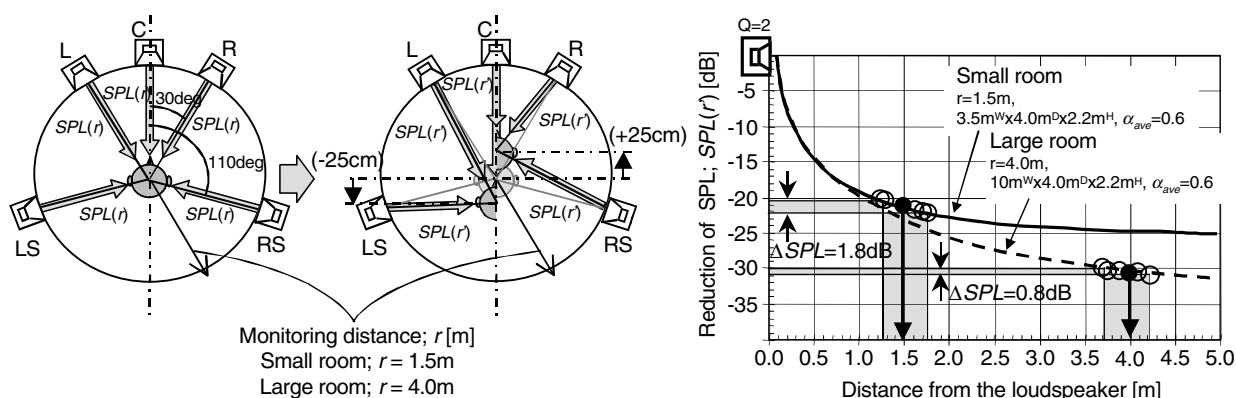 C
L
R
SPL(r)
30deg
SPL(r)
SPL(r)
110deg
SPL(r)
SPL(r)
LS
RS
C
L
R
SPL(r')
SPL(r')
SPL(r')
(+25cm)
(-25cm)
SPL(r')
SPL(r')
LS
RS
Monitoring distance; r [m]
Small room; r = 1.5m
Large room; r = 4.0m
Q=2
Reduction of SPL; SPL(r') [dB]
-5
-10
-15
-20
-25
-30
-35
Small room
r=1.5m,
3.5mᵂx4.0mᴰx2.2mᴴ, αave=0.6
Large room
r=4.0m,
10mᵂx4.0mᴰx2.2mᴴ, αave=0.6
ΔSPL=1.8dB
ΔSPL=0.8dB
0.0 0.5 1.0 1.5 2.0 2.5 3.0 3.5 4.0 4.5 5.0
Distance from the loudspeaker [m]